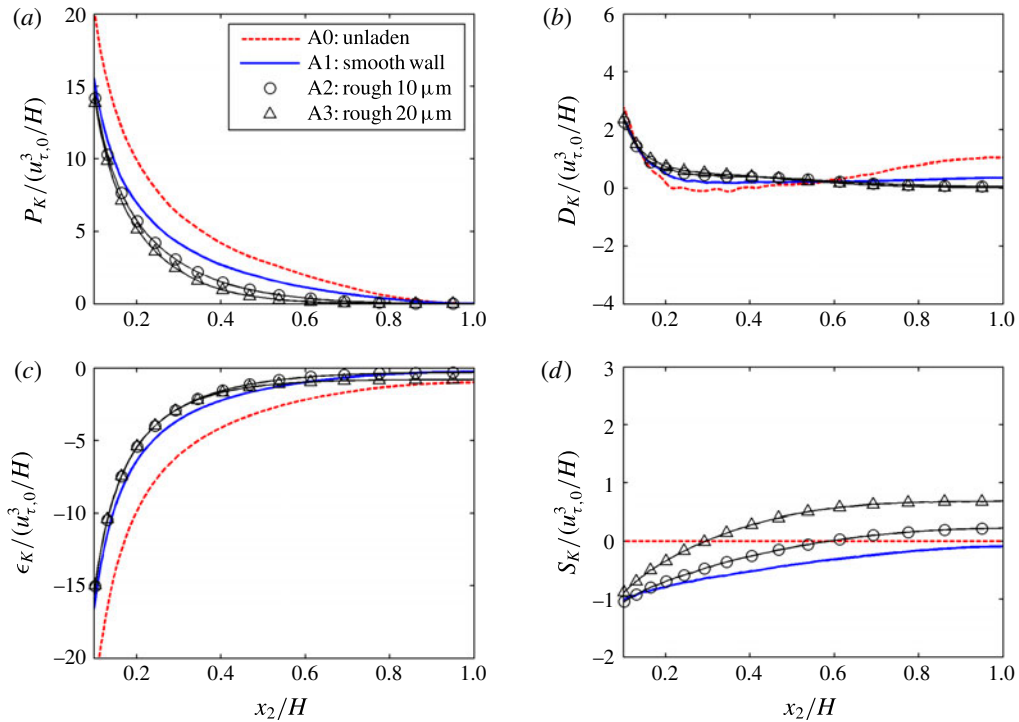 (a)
20
15
10
5
0
P_K/(u^3_{τ,0}/H)
A0: unladen
A1: smooth wall
A2: rough 10 μm
A3: rough 20 μm
0.2 0.4 0.6 0.8 1.0
(b)
6
4
2
0
−2
−4
D_K/(u^3_{τ,0}/H)
0.2 0.4 0.6 0.8 1.0
(c)
0
−5
−10
−15
−20
ϵ_K/(u^3_{τ,0}/H)
0.2 0.4 0.6 0.8 1.0
x_2/H
(d)
3
2
1
0
−1
−2
S_K/(u^3_{τ,0}/H)
0.2 0.4 0.6 0.8 1.0
x_2/H